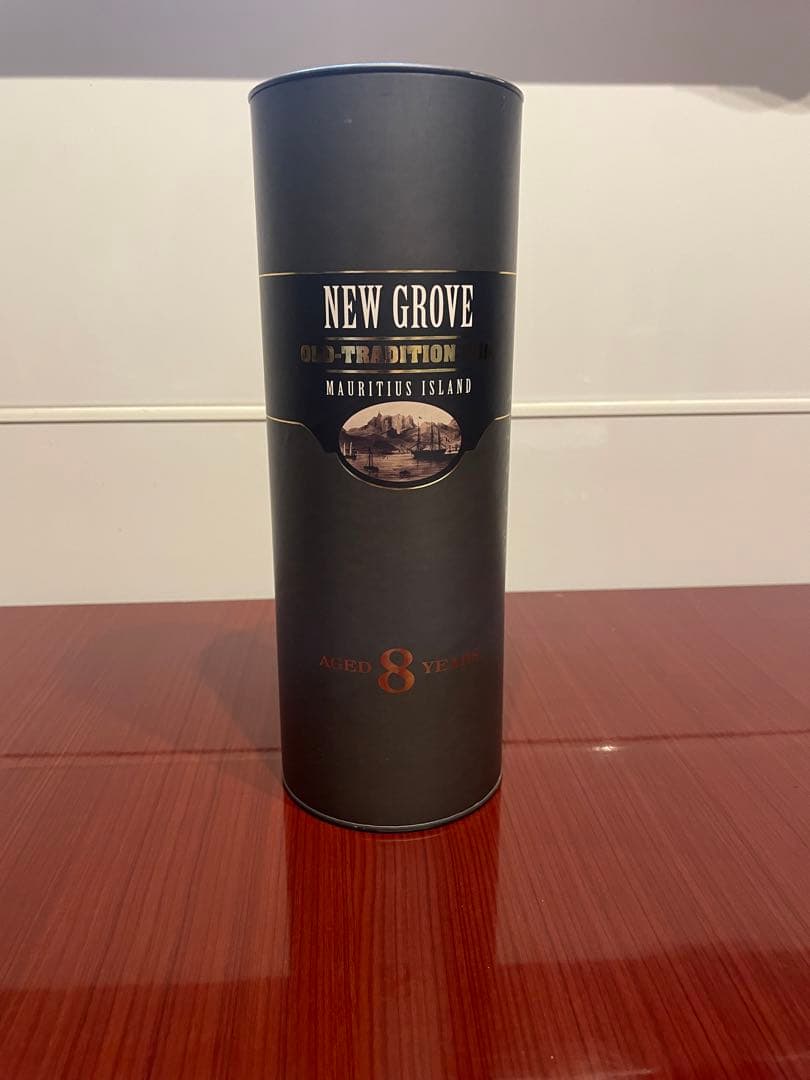 NEW GROVE
OLD-TRADITION
MAURITIUS ISLAND
AGED 8 YEARS